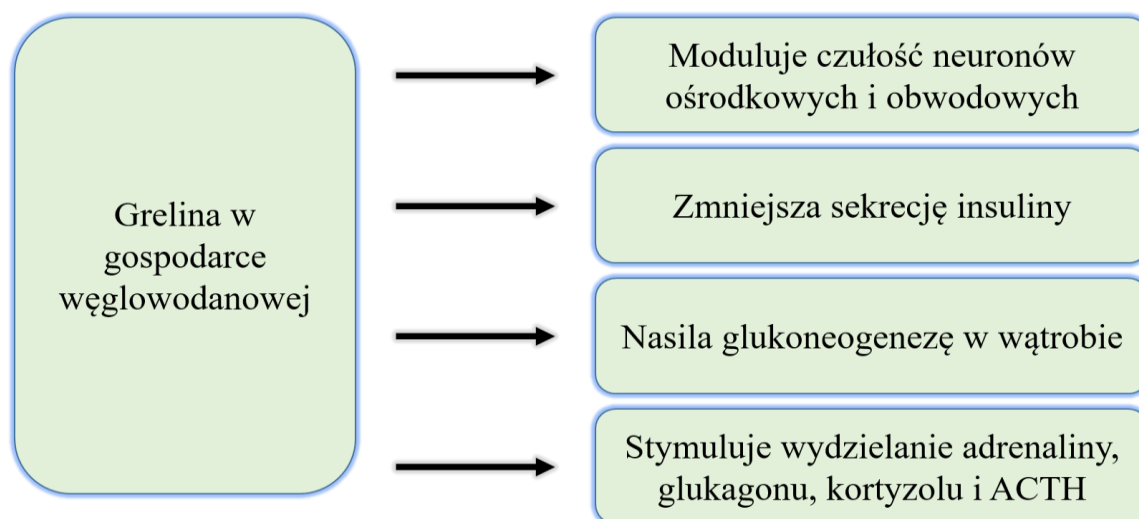 Grelina w
gospodarce
węglowodanowej
Moduluje czułość neuronów
ośrodkowych i obwodowych
Zmniejsza sekrecję insuliny
Nasila glukoneogenezę w wątrobie
Stymuluje wydzielanie adrenaliny,
glukagonu, kortyzolu i ACTH